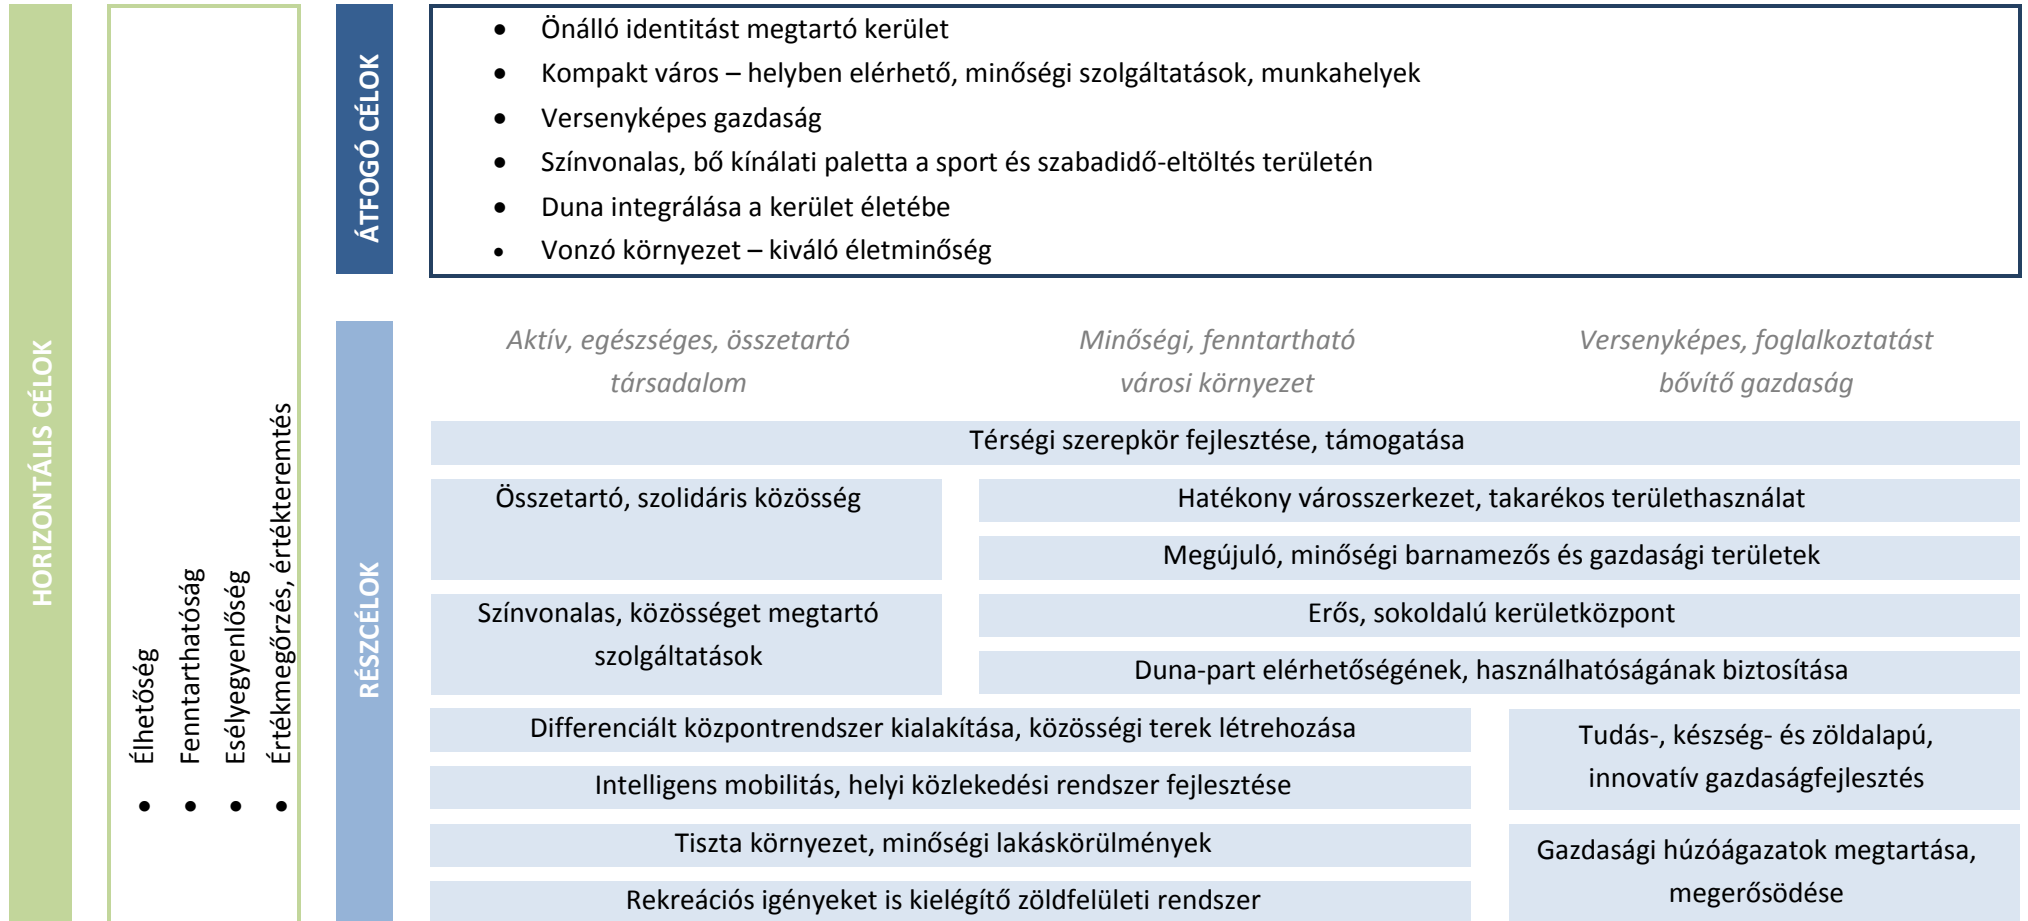 HORIZONTÁLIS CÉLOK
• Élhetőség
• Fenntarthatóság
• Esélyegyenlőség
• Értékmegőrzés, értékteremtés
ÁTFOGÓ CÉLOK
• Önálló identitást megtartó kerület
• Kompakt város – helyben elérhető, minőségi szolgáltatások, munkahelyek
• Versenyképes gazdaság
• Színvonalas, bő kínálati paletta a sport és szabadidő-eltöltés területén
• Duna integrálása a kerület életébe
• Vonzó környezet – kiváló életminőség
RÉSZCÉLOK
Aktív, egészséges, összetartó
társadalom
Minőségi, fenntartható
városi környezet
Versenyképes, foglalkoztatást
bővítő gazdaság
Térségi szerepkör fejlesztése, támogatása
Összetartó, szolidáris közösség
Hatékony városszerkezet, takarékos területhasználat
Megújuló, minőségi barnamezős és gazdasági területek
Színvonalas, közösséget megtartó
szolgáltatások
Erős, sokoldalú kerületközpont
Duna-part elérhetőségének, használhatóságának biztosítása
Differenciált központrendszer kialakítása, közösségi terek létrehozása
Intelligens mobilitás, helyi közlekedési rendszer fejlesztése
Tudás-, készség- és zöldalapú,
innovatív gazdaságfejlesztés
Tiszta környezet, minőségi lakáskörülmények
Rekreációs igényeket is kielégítő zöldfelületi rendszer
Gazdasági húzóágazatok megtartása,
megerősödése